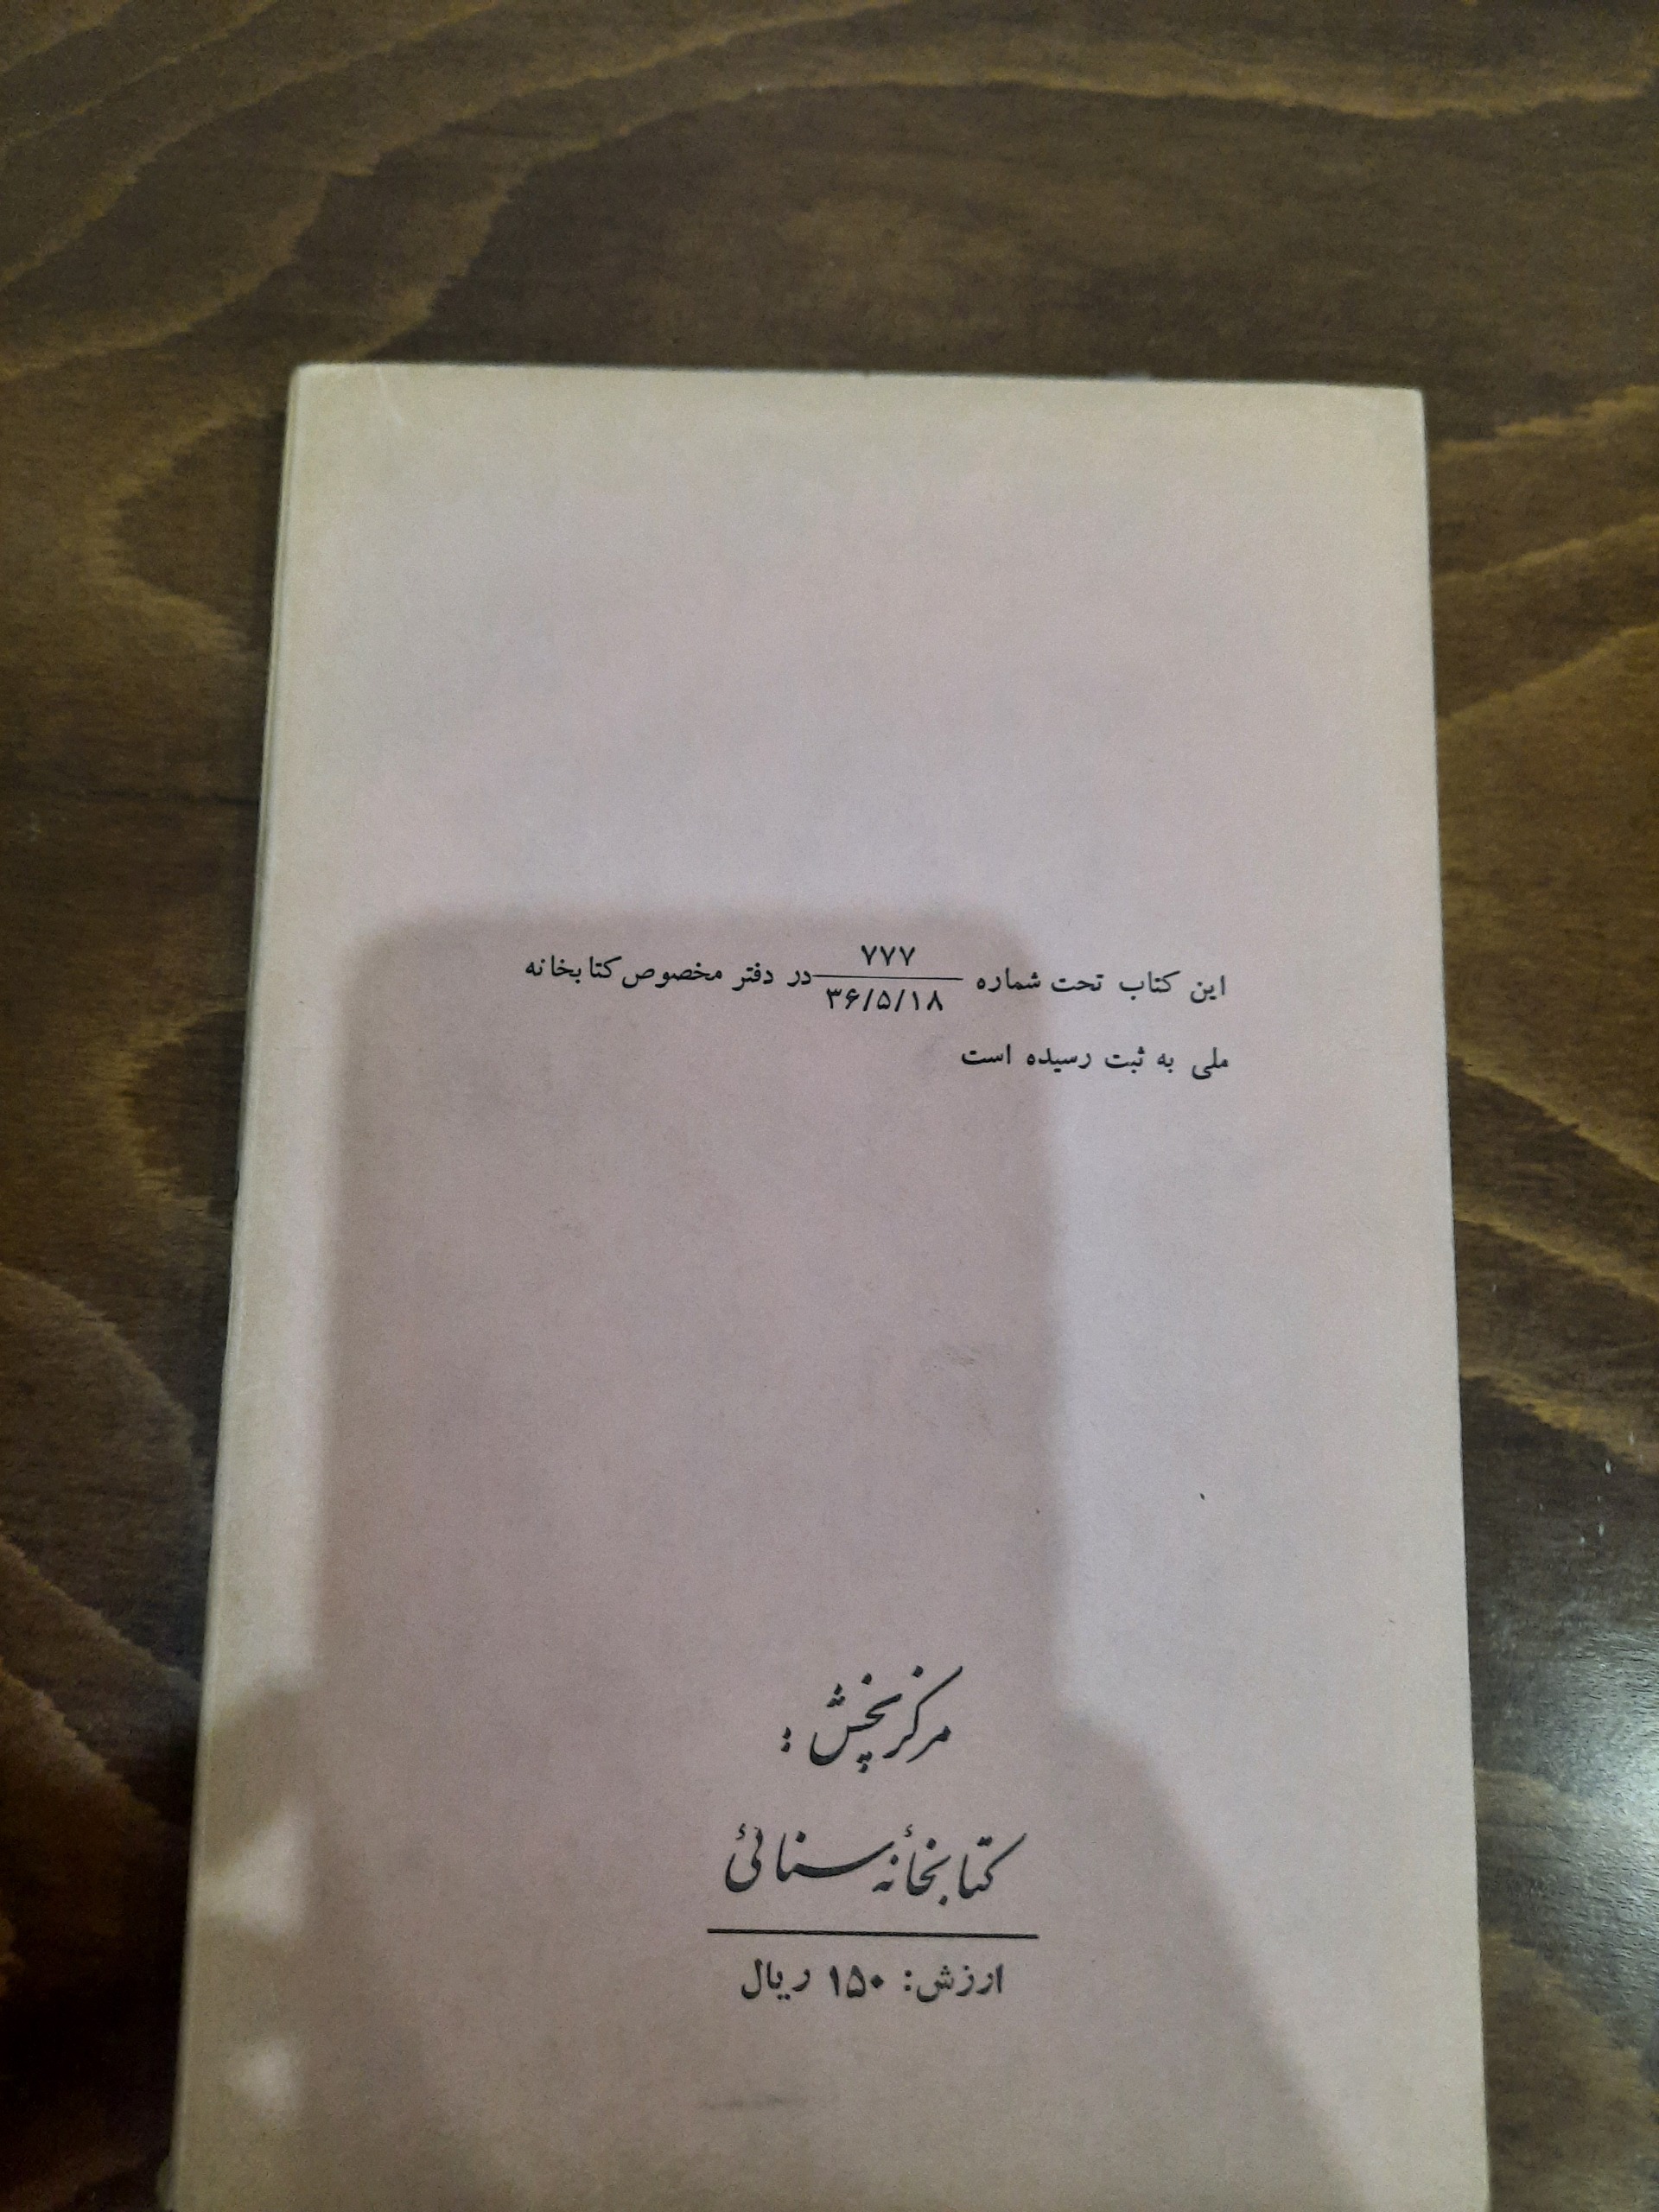 این کتاب تحت شماره ۷۷۷ / ۳۶/۵/۱۸ در دفتر مخصوص کتابخانه
ملی به ثبت رسیده است
مرکز پخش:
کتابخانهٔ سنائی
ارزش: ۱۵۰ ریال